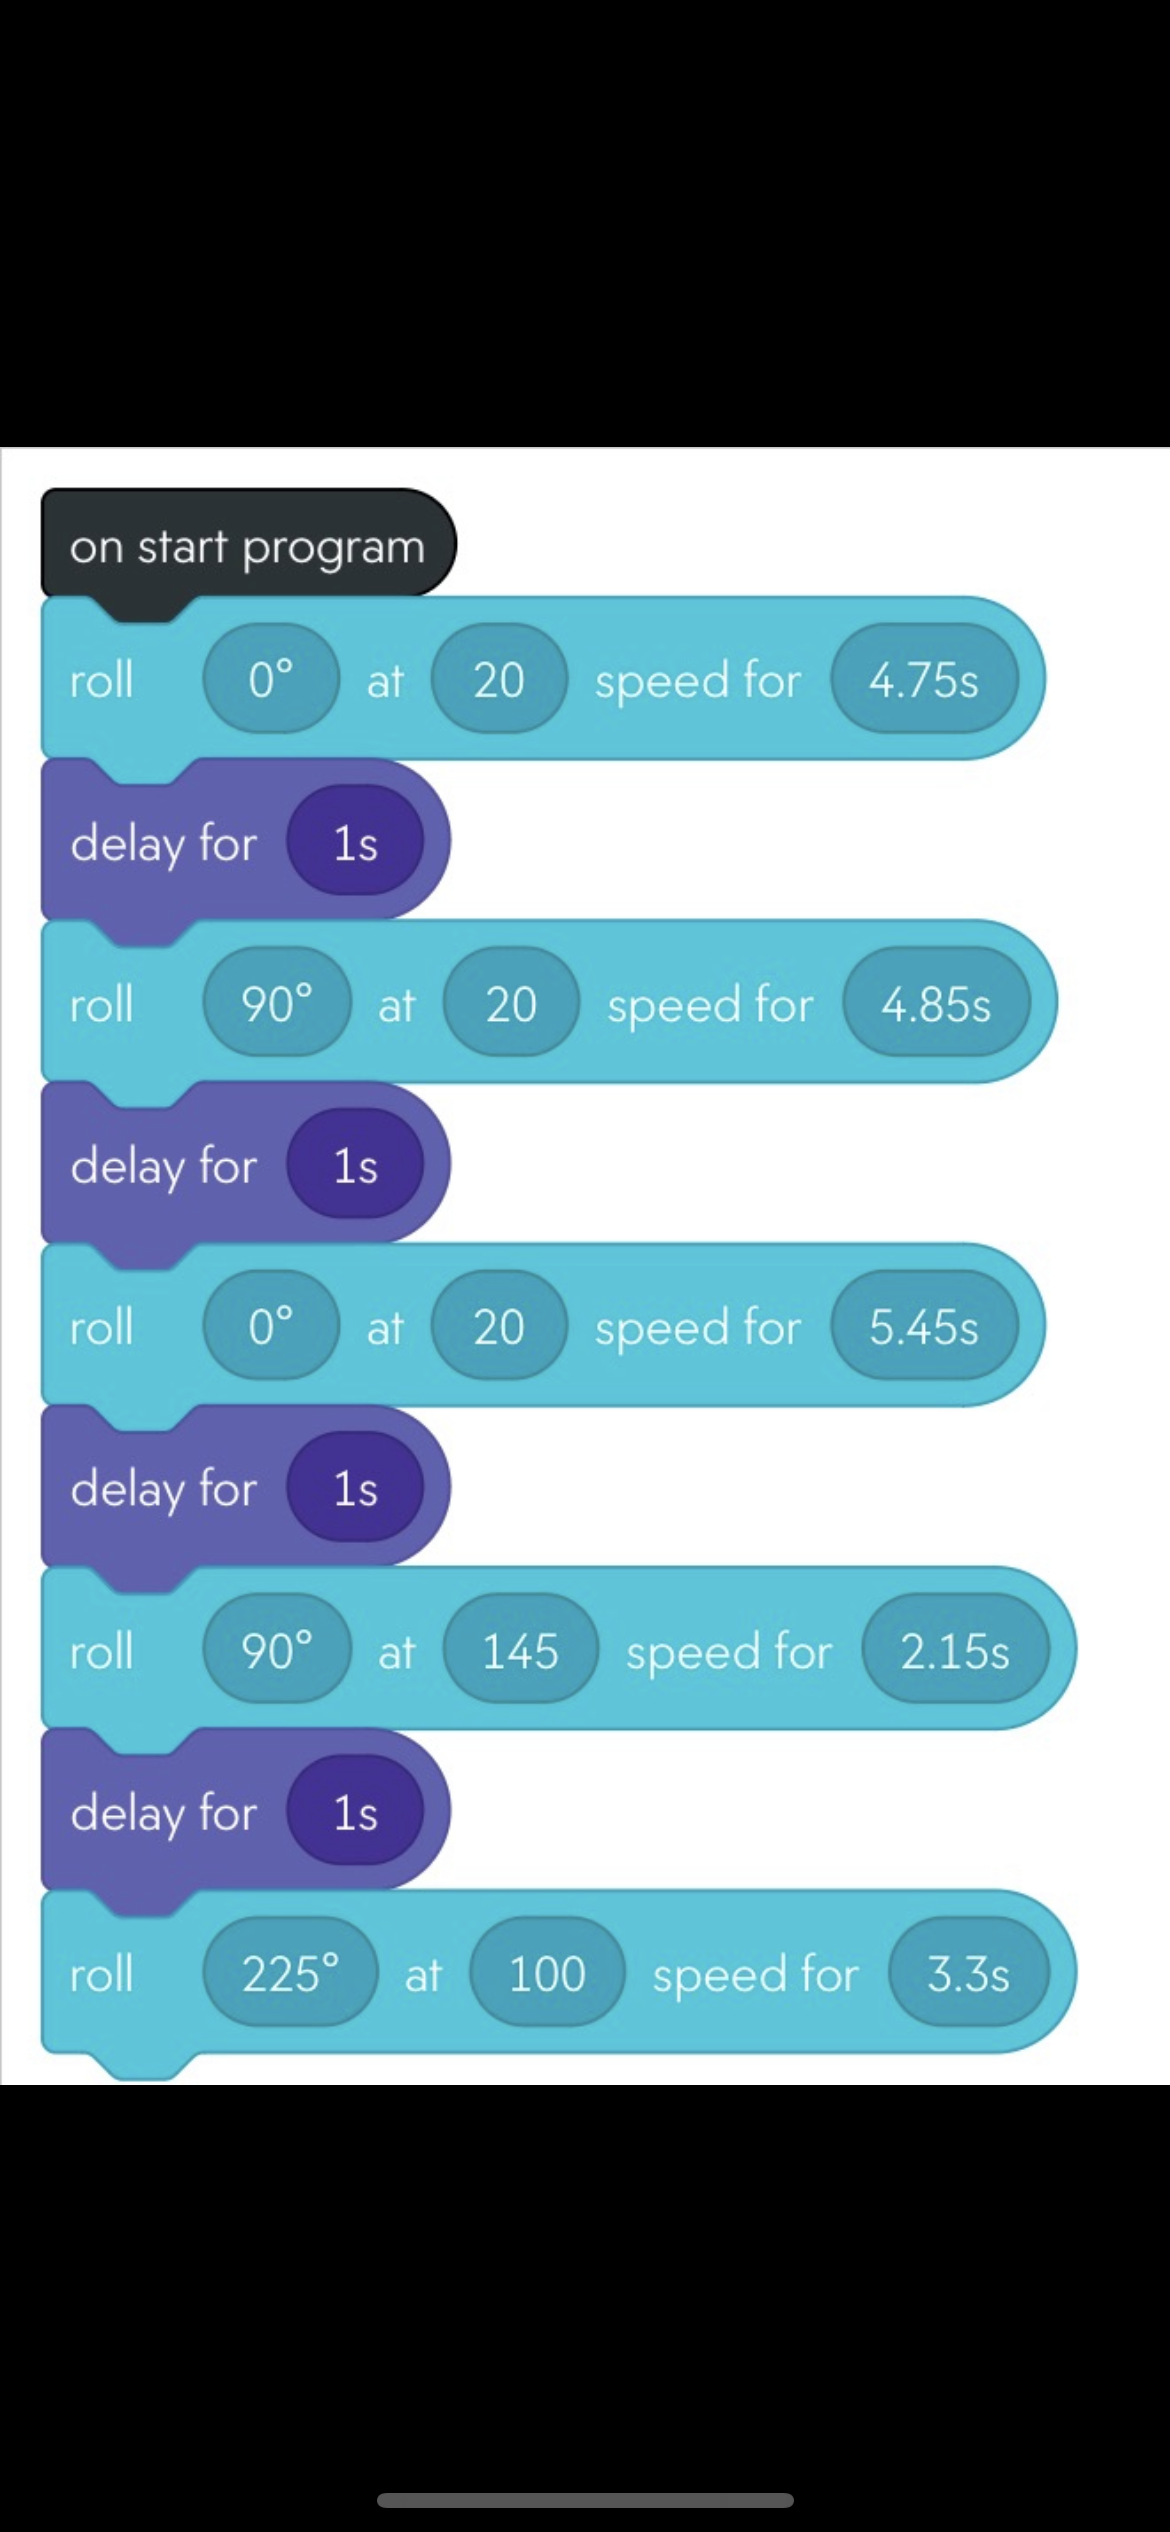 on start program
roll 0° at 20 speed for 4.75s
delay for 1s
roll 90° at 20 speed for 4.85s
delay for 1s
roll 0° at 20 speed for 5.45s
delay for 1s
roll 90° at 145 speed for 2.15s
delay for 1s
roll 225° at 100 speed for 3.3s